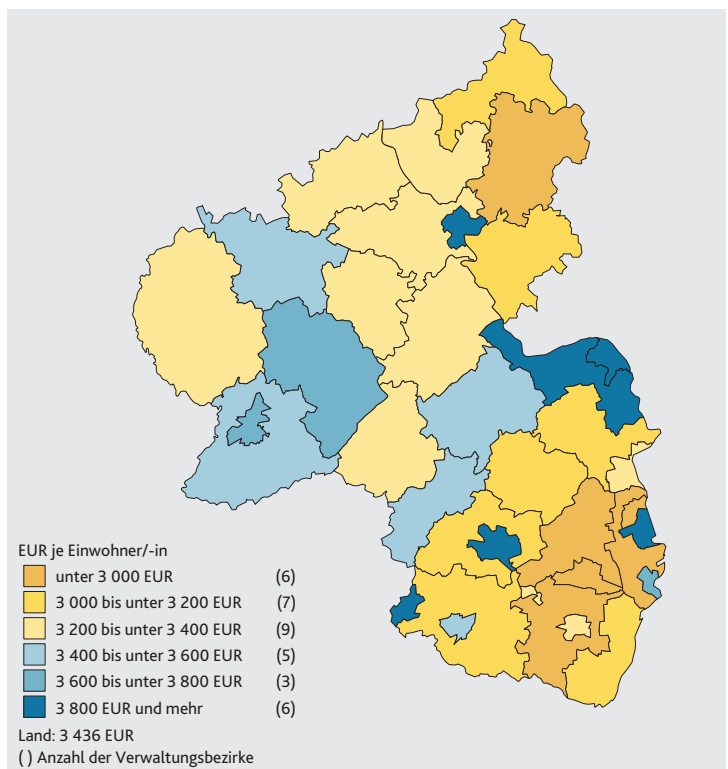 EUR je Einwohner/-in
unter 3 000 EUR (6)
3 000 bis unter 3 200 EUR (7)
3 200 bis unter 3 400 EUR (9)
3 400 bis unter 3 600 EUR (5)
3 600 bis unter 3 800 EUR (3)
3 800 EUR und mehr (6)
Land: 3 436 EUR
( ) Anzahl der Verwaltungsbezirke